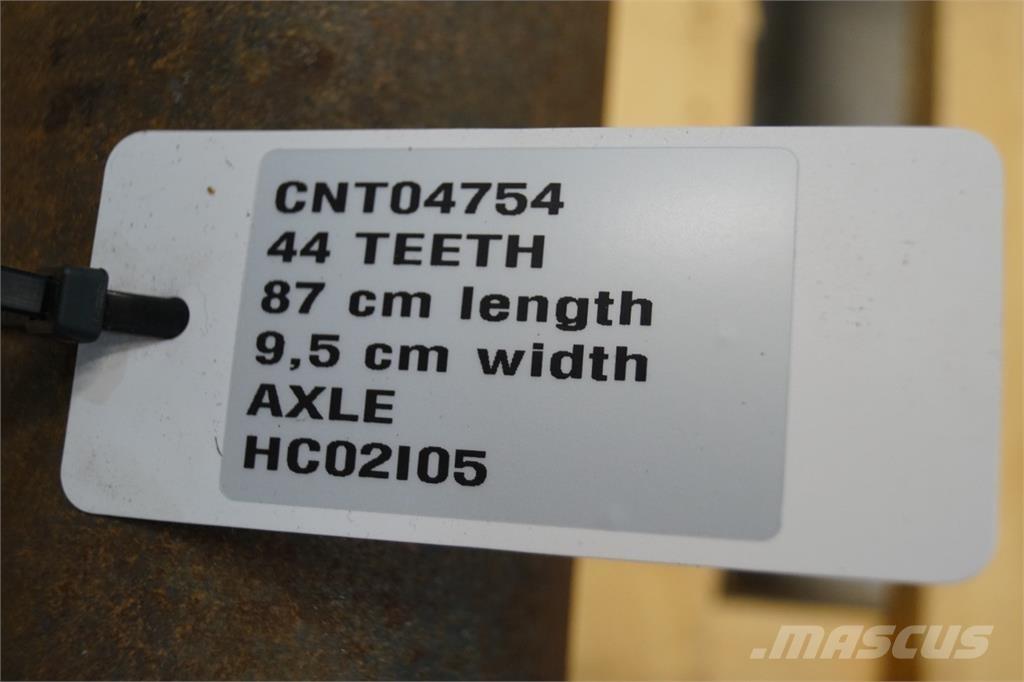 CNT04754
44 TEETH
87 cm length
9,5 cm width
AXLE
HC02I05
.MASCUS